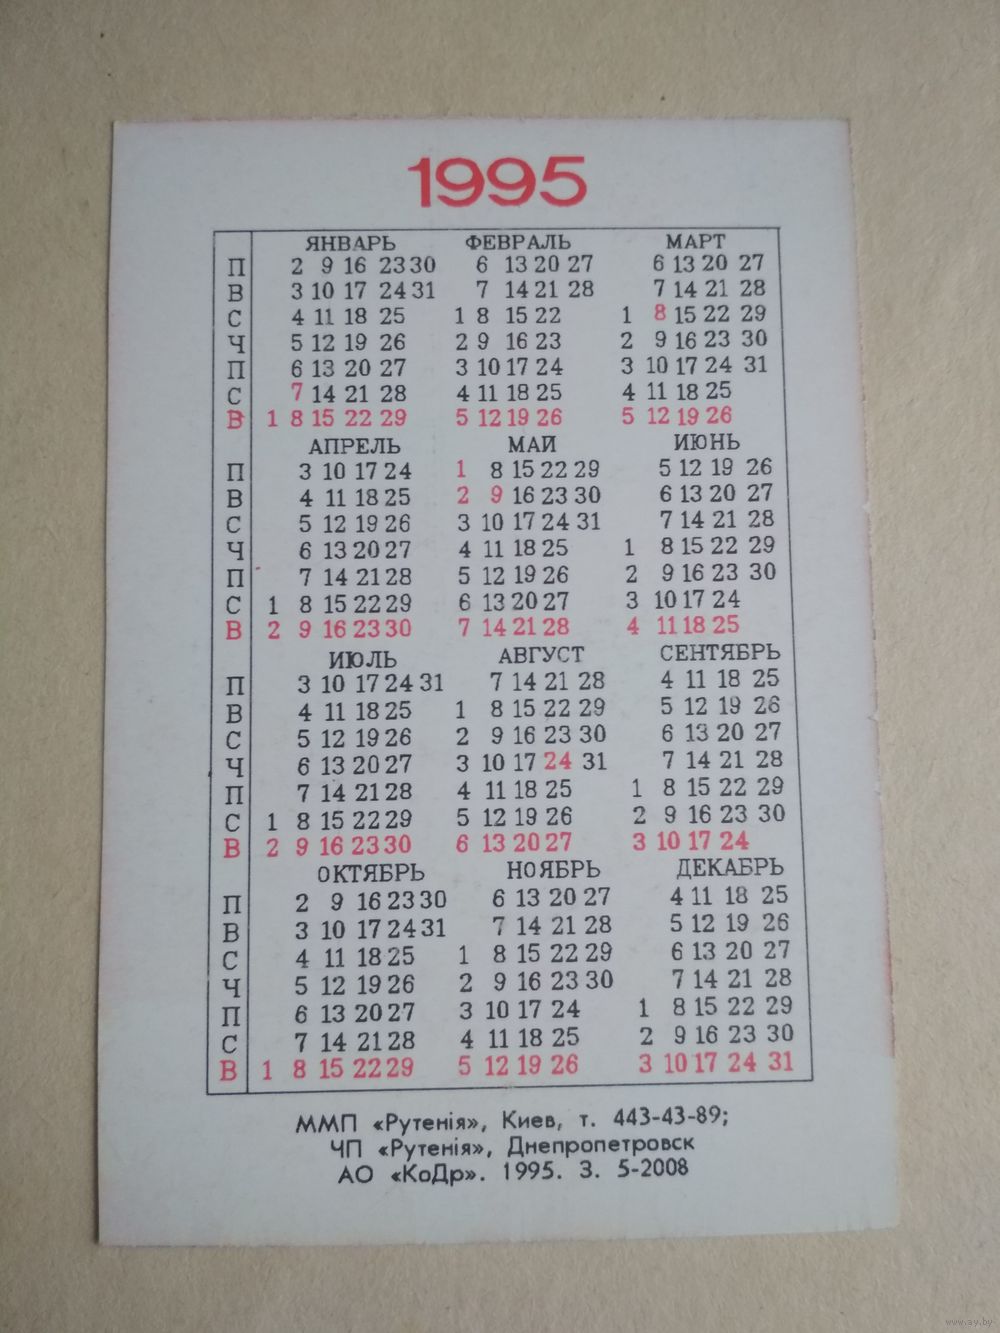 1995
ЯНВАРЬ ФЕВРАЛЬ МАРТ
П 2 9 16 23 30 6 13 20 27 6 13 20 27
В 3 10 17 24 31 7 14 21 28 7 14 21 28
С 4 11 18 25 1 8 15 22 1 8 15 22 29
Ч 5 12 19 26 2 9 16 23 2 9 16 23 30
П 6 13 20 27 3 10 17 24 3 10 17 24 31
С 7 14 21 28 4 11 18 25 4 11 18 25
В 1 8 15 22 29 5 12 19 26 5 12 19 26
АПРЕЛЬ МАЙ ИЮНЬ
П 3 10 17 24 1 8 15 22 29 5 12 19 26
В 4 11 18 25 2 9 16 23 30 6 13 20 27
С 5 12 19 26 3 10 17 24 31 7 14 21 28
Ч 6 13 20 27 4 11 18 25 1 8 15 22 29
П 7 14 21 28 5 12 19 26 2 9 16 23 30
С 1 8 15 22 29 6 13 20 27 3 10 17 24
В 2 9 16 23 30 7 14 21 28 4 11 18 25
ИЮЛЬ АВГУСТ СЕНТЯБРЬ
П 3 10 17 24 31 7 14 21 28 4 11 18 25
В 4 11 18 25 1 8 15 22 29 5 12 19 26
С 5 12 19 26 2 9 16 23 30 6 13 20 27
Ч 6 13 20 27 3 10 17 24 31 7 14 21 28
П 7 14 21 28 4 11 18 25 1 8 15 22 29
С 1 8 15 22 29 5 12 19 26 2 9 16 23 30
В 2 9 16 23 30 6 13 20 27 3 10 17 24
ОКТЯБРЬ НОЯБРЬ ДЕКАБРЬ
П 2 9 16 23 30 6 13 20 27 4 11 18 25
В 3 10 17 24 31 7 14 21 28 5 12 19 26
С 4 11 18 25 1 8 15 22 29 6 13 20 27
Ч 5 12 19 26 2 9 16 23 30 7 14 21 28
П 6 13 20 27 3 10 17 24 1 8 15 22 29
С 7 14 21 28 4 11 18 25 2 9 16 23 30
В 1 8 15 22 29 5 12 19 26 3 10 17 24 31
ММП «Рутенія», Киев, т. 443-43-89;
ЧП «Рутенія», Днепропетровск
АО «КоДр». 1995. З. 5-2008
www.ay.by